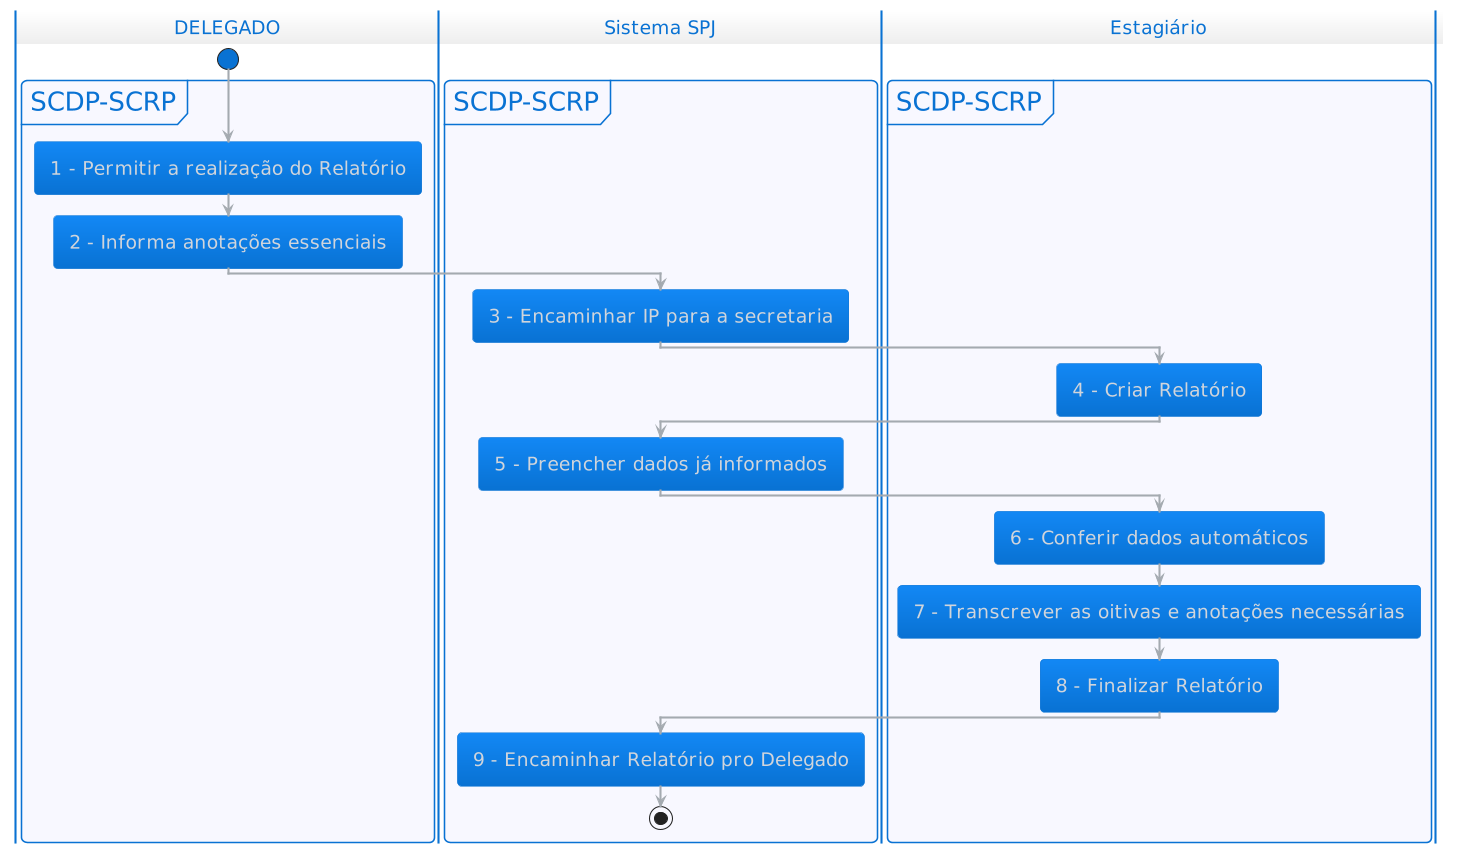 DELEGADO
Sistema SPJ
Estagiário
SCDP-SCRP
SCDP-SCRP
SCDP-SCRP
1 - Permitir a realização do Relatório
2 - Informa anotações essenciais
3 - Encaminhar IP para a secretaria
4 - Criar Relatório
5 - Preencher dados já informados
6 - Conferir dados automáticos
7 - Transcrever as oitivas e anotações necessárias
8 - Finalizar Relatório
9 - Encaminhar Relatório pro Delegado